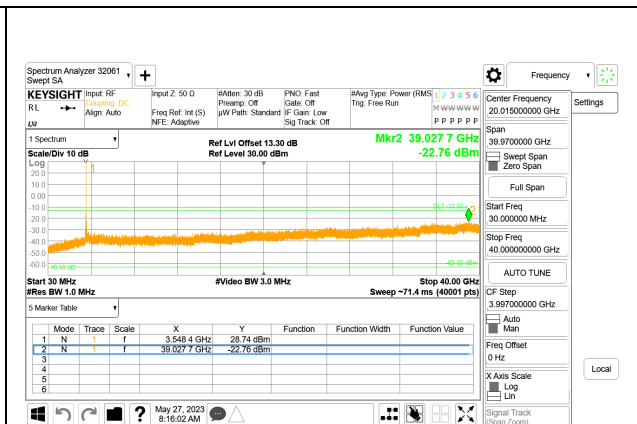 Spectrum Analyzer 32061
Swept SA
Frequency
Settings
KEYSIGHT
RL
Input: RF
Coupling: DC
Align: Auto
Input Z: 50 Ω
Freq Ref: Int (S)
NFE: Adaptive
#Atten: 30 dB
Preamp: Off
µW Path: Standard
PNO: Fast
Gate: Off
IF Gain: Low
Sig Track: Off
#Avg Type: Power (RMS
Trig: Free Run
1 2 3 4 5 6
M W W W W W
P P P P P P
1 Spectrum
Scale/Div 10 dB
Log
Ref Lvl Offset 13.30 dB
Ref Level 30.00 dBm
Mkr2 39.027 7 GHz
-22.76 dBm
20.0
10.0
0.00
-10.0
-20.0
-30.0
-40.0
-50.0
-60.0
1
Start 30 MHz
#Res BW 1.0 MHz
#Video BW 3.0 MHz
Stop 40.00 GHz
Sweep ~71.4 ms (40001 pts)
5 Marker Table
Mode Trace Scale X Y Function Function Width Function Value
1 N 1 f 3.548 4 GHz 28.74 dBm
2 N 1 f 39.027 7 GHz -22.76 dBm
3
4
5
6
May 27, 2023
8:16:02 AM
Center Frequency
20.015000000 GHz
Span
39.9700000 GHz
Swept Span
Zero Span
Full Span
Start Freq
30.000000 MHz
Stop Freq
40.000000000 GHz
AUTO TUNE
CF Step
3.997000000 GHz
Auto
Man
Freq Offset
0 Hz
X Axis Scale
Log
Lin
Signal Track
(Span Zoom)
Local